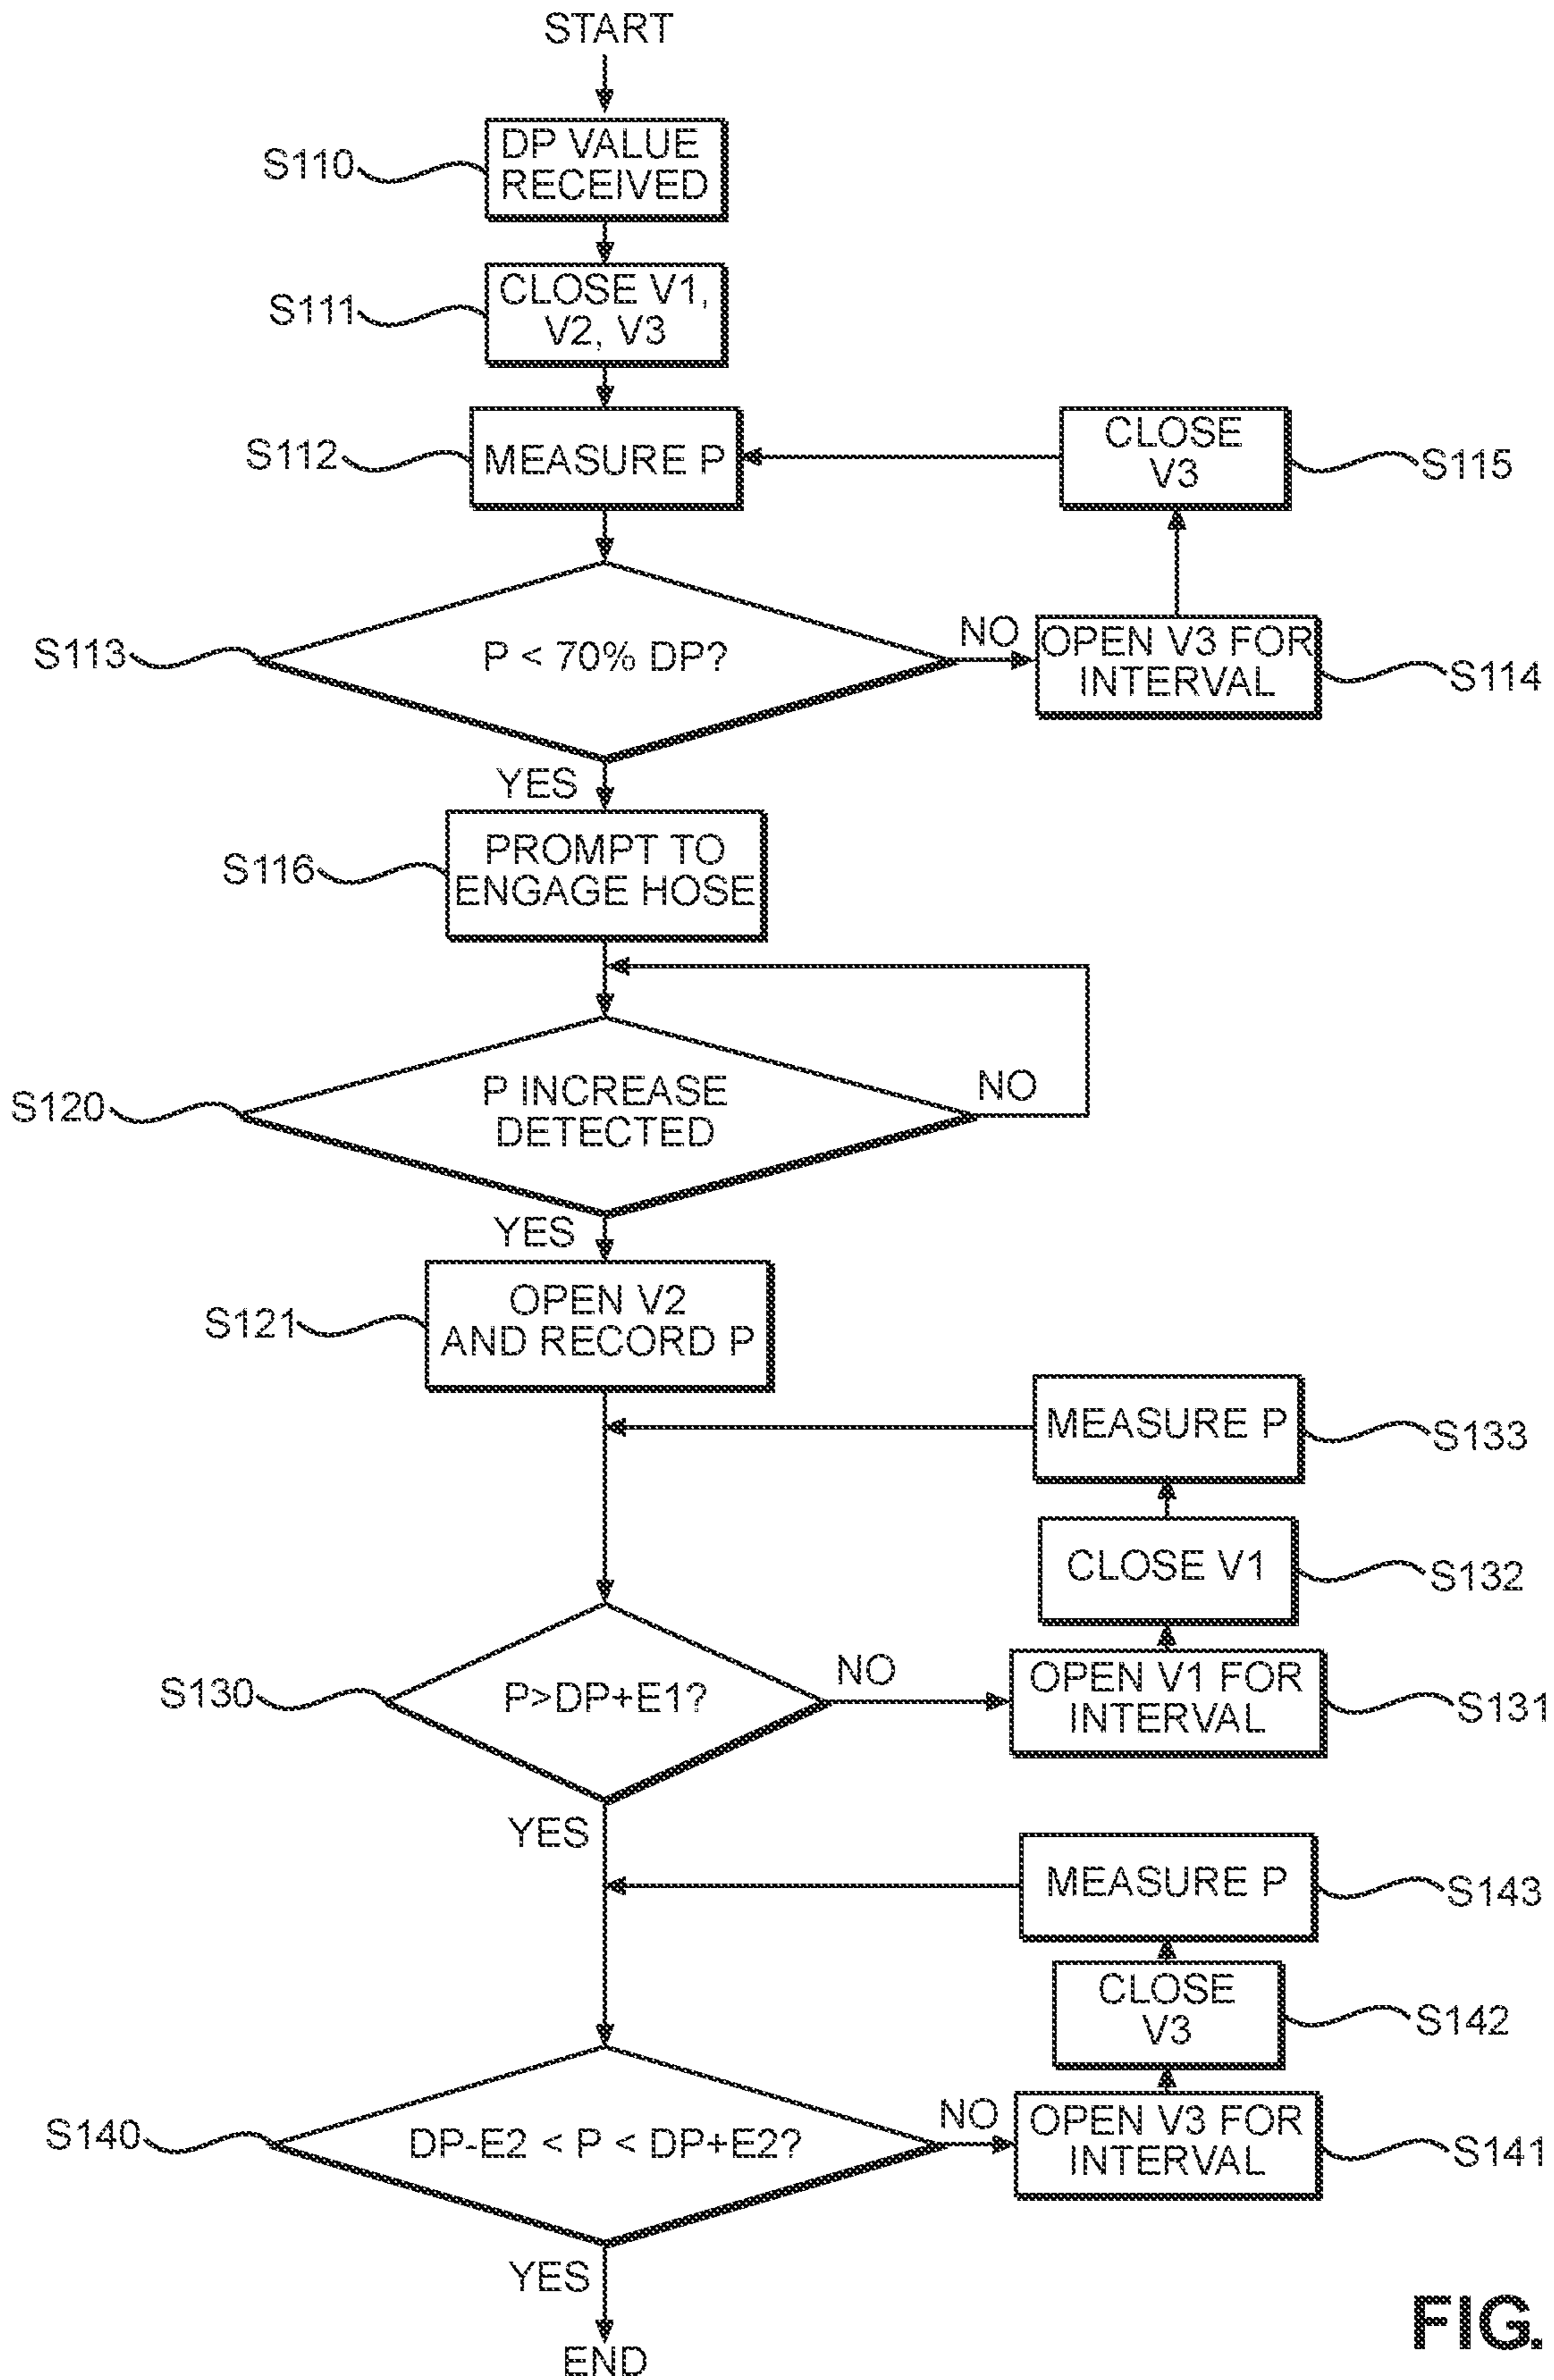 START
S110
DP VALUE
RECEIVED
S111
CLOSE V1,
V2, V3
S112
MEASURE P
CLOSE
V3
S115
S113
P < 70% DP?
NO
OPEN V3 FOR
INTERVAL
S114
YES
S116
PROMPT TO
ENGAGE HOSE
S120
P INCREASE
DETECTED
NO
YES
S121
OPEN V2
AND RECORD P
MEASURE P
S133
CLOSE V1
S132
S130
P>DP+E1?
NO
OPEN V1 FOR
INTERVAL
S131
YES
MEASURE P
S143
CLOSE
V3
S142
S140
DP-E2 < P < DP+E2?
NO
OPEN V3 FOR
INTERVAL
S141
YES
END
FIG.